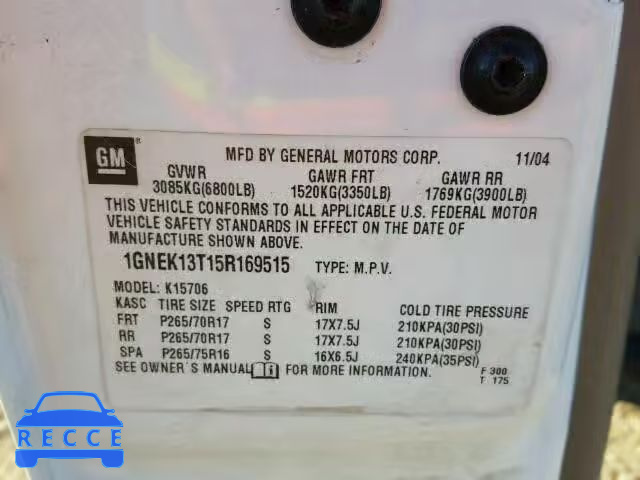 GM ® MFD BY GENERAL MOTORS CORP. 11/04
GVWR GAWR FRT GAWR RR
3085KG(6800LB) 1520KG(3350LB) 1769KG(3900LB)
THIS VEHICLE CONFORMS TO ALL APPLICABLE U.S. FEDERAL MOTOR
VEHICLE SAFETY STANDARDS IN EFFECT ON THE DATE OF
MANUFACTURE SHOWN ABOVE.
1GNEK13T15R169515 TYPE: M.P.V.
MODEL: K15706
KASC TIRE SIZE SPEED RTG RIM COLD TIRE PRESSURE
FRT P265/70R17 S 17X7.5J 210KPA(30PSI)
RR P265/70R17 S 17X7.5J 210KPA(30PSI)
SPA P265/75R16 S 16X6.5J 240KPA(35PSI)
SEE OWNER'S MANUAL FOR MORE INFORMATION. F 300
T 175
RECCE